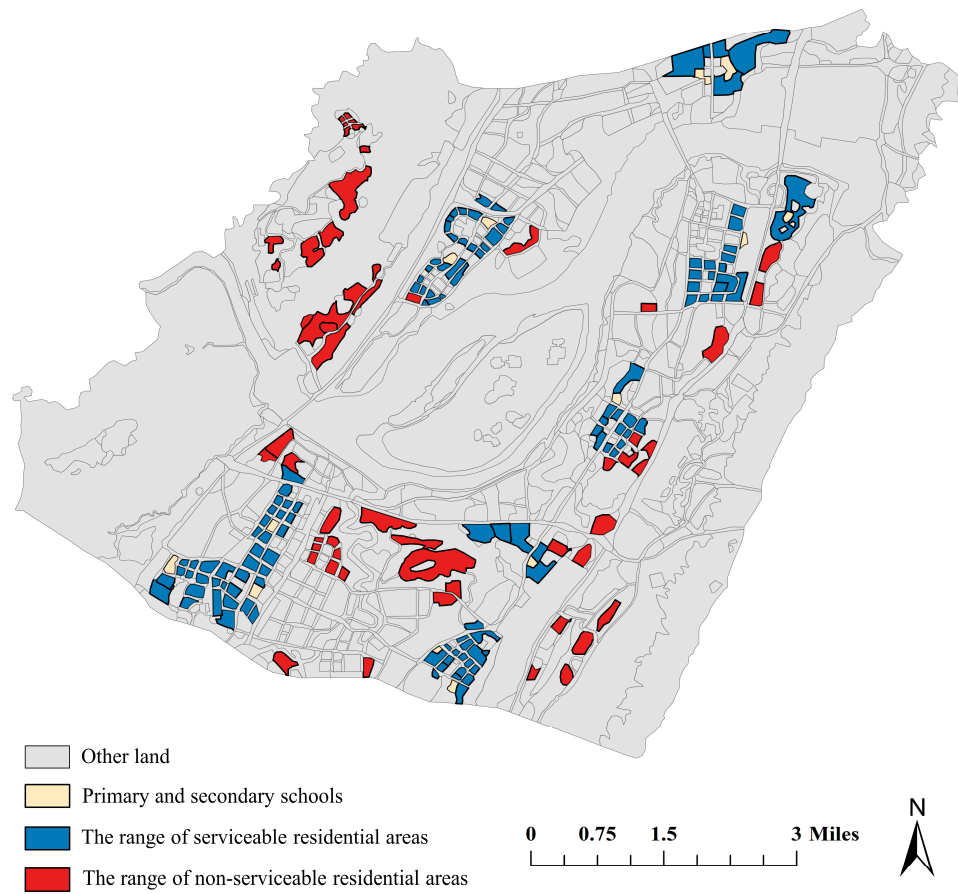 Other land
Primary and secondary schools
The range of serviceable residential areas
The range of non-serviceable residential areas
0 0.75 1.5 3 Miles
N